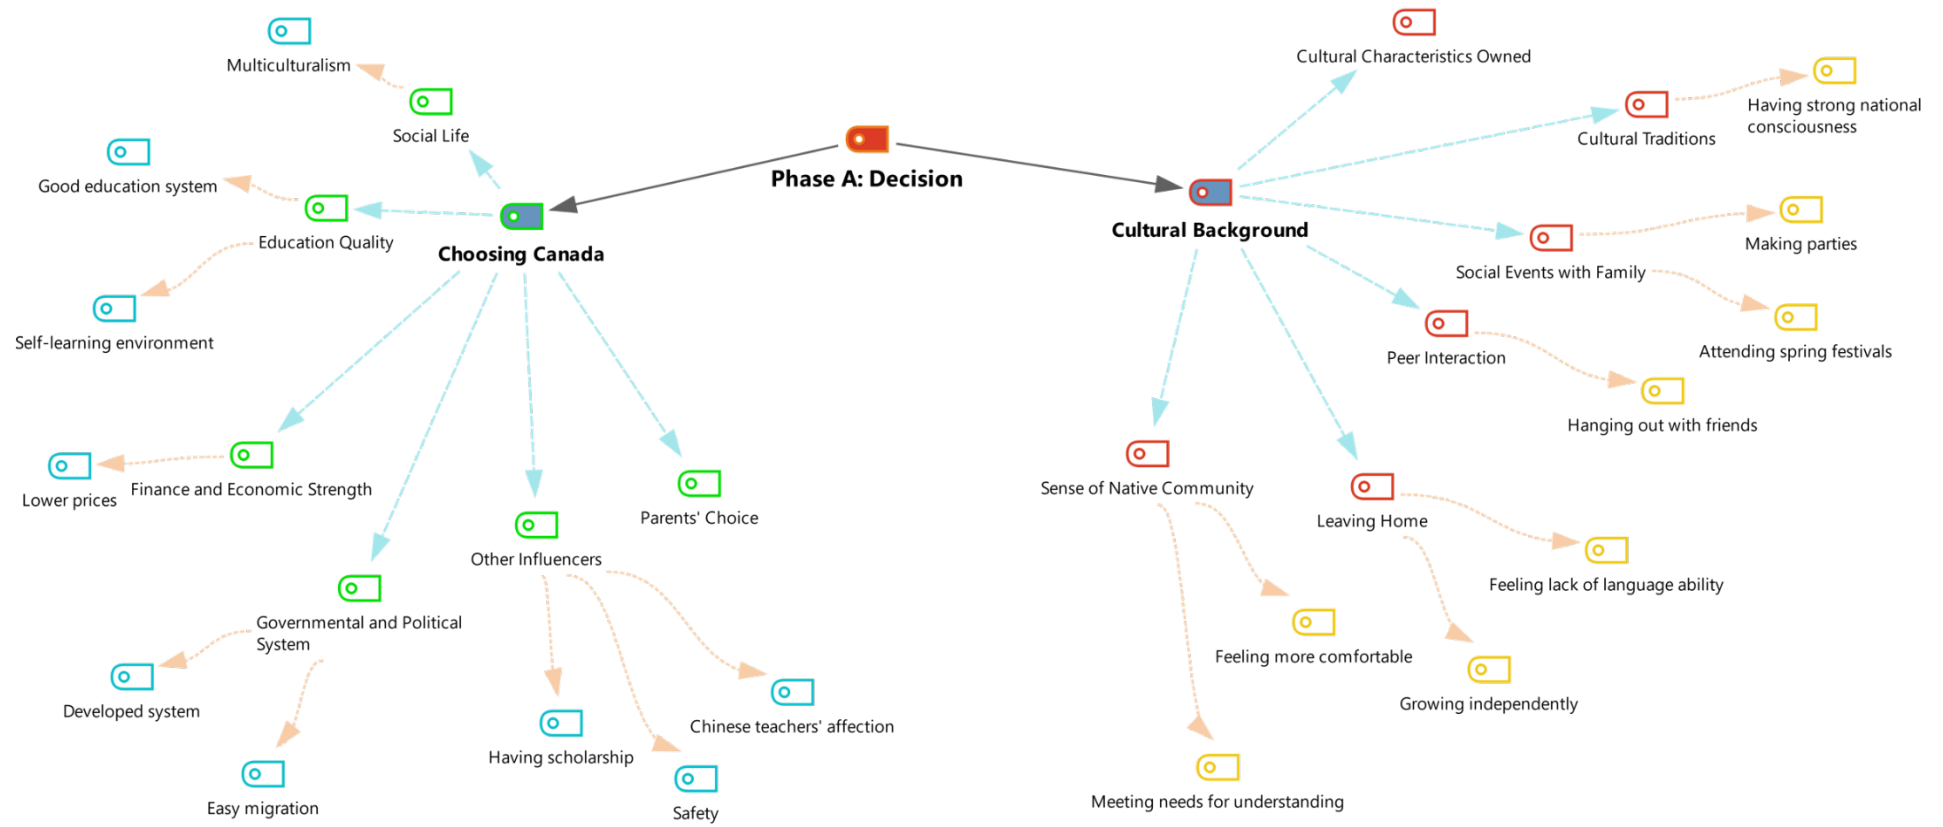 Multiculturalism
Social Life
Good education system
Education Quality
Self-learning environment
Phase A: Decision
Choosing Canada
Lower prices
Finance and Economic Strength
Parents' Choice
Other Influencers
Governmental and Political
System
Developed system
Easy migration
Having scholarship
Chinese teachers' affection
Safety
Cultural Characteristics Owned
Cultural Traditions
Having strong national
consciousness
Cultural Background
Social Events with Family
Making parties
Attending spring festivals
Peer Interaction
Hanging out with friends
Sense of Native Community
Leaving Home
Feeling lack of language ability
Feeling more comfortable
Growing independently
Meeting needs for understanding